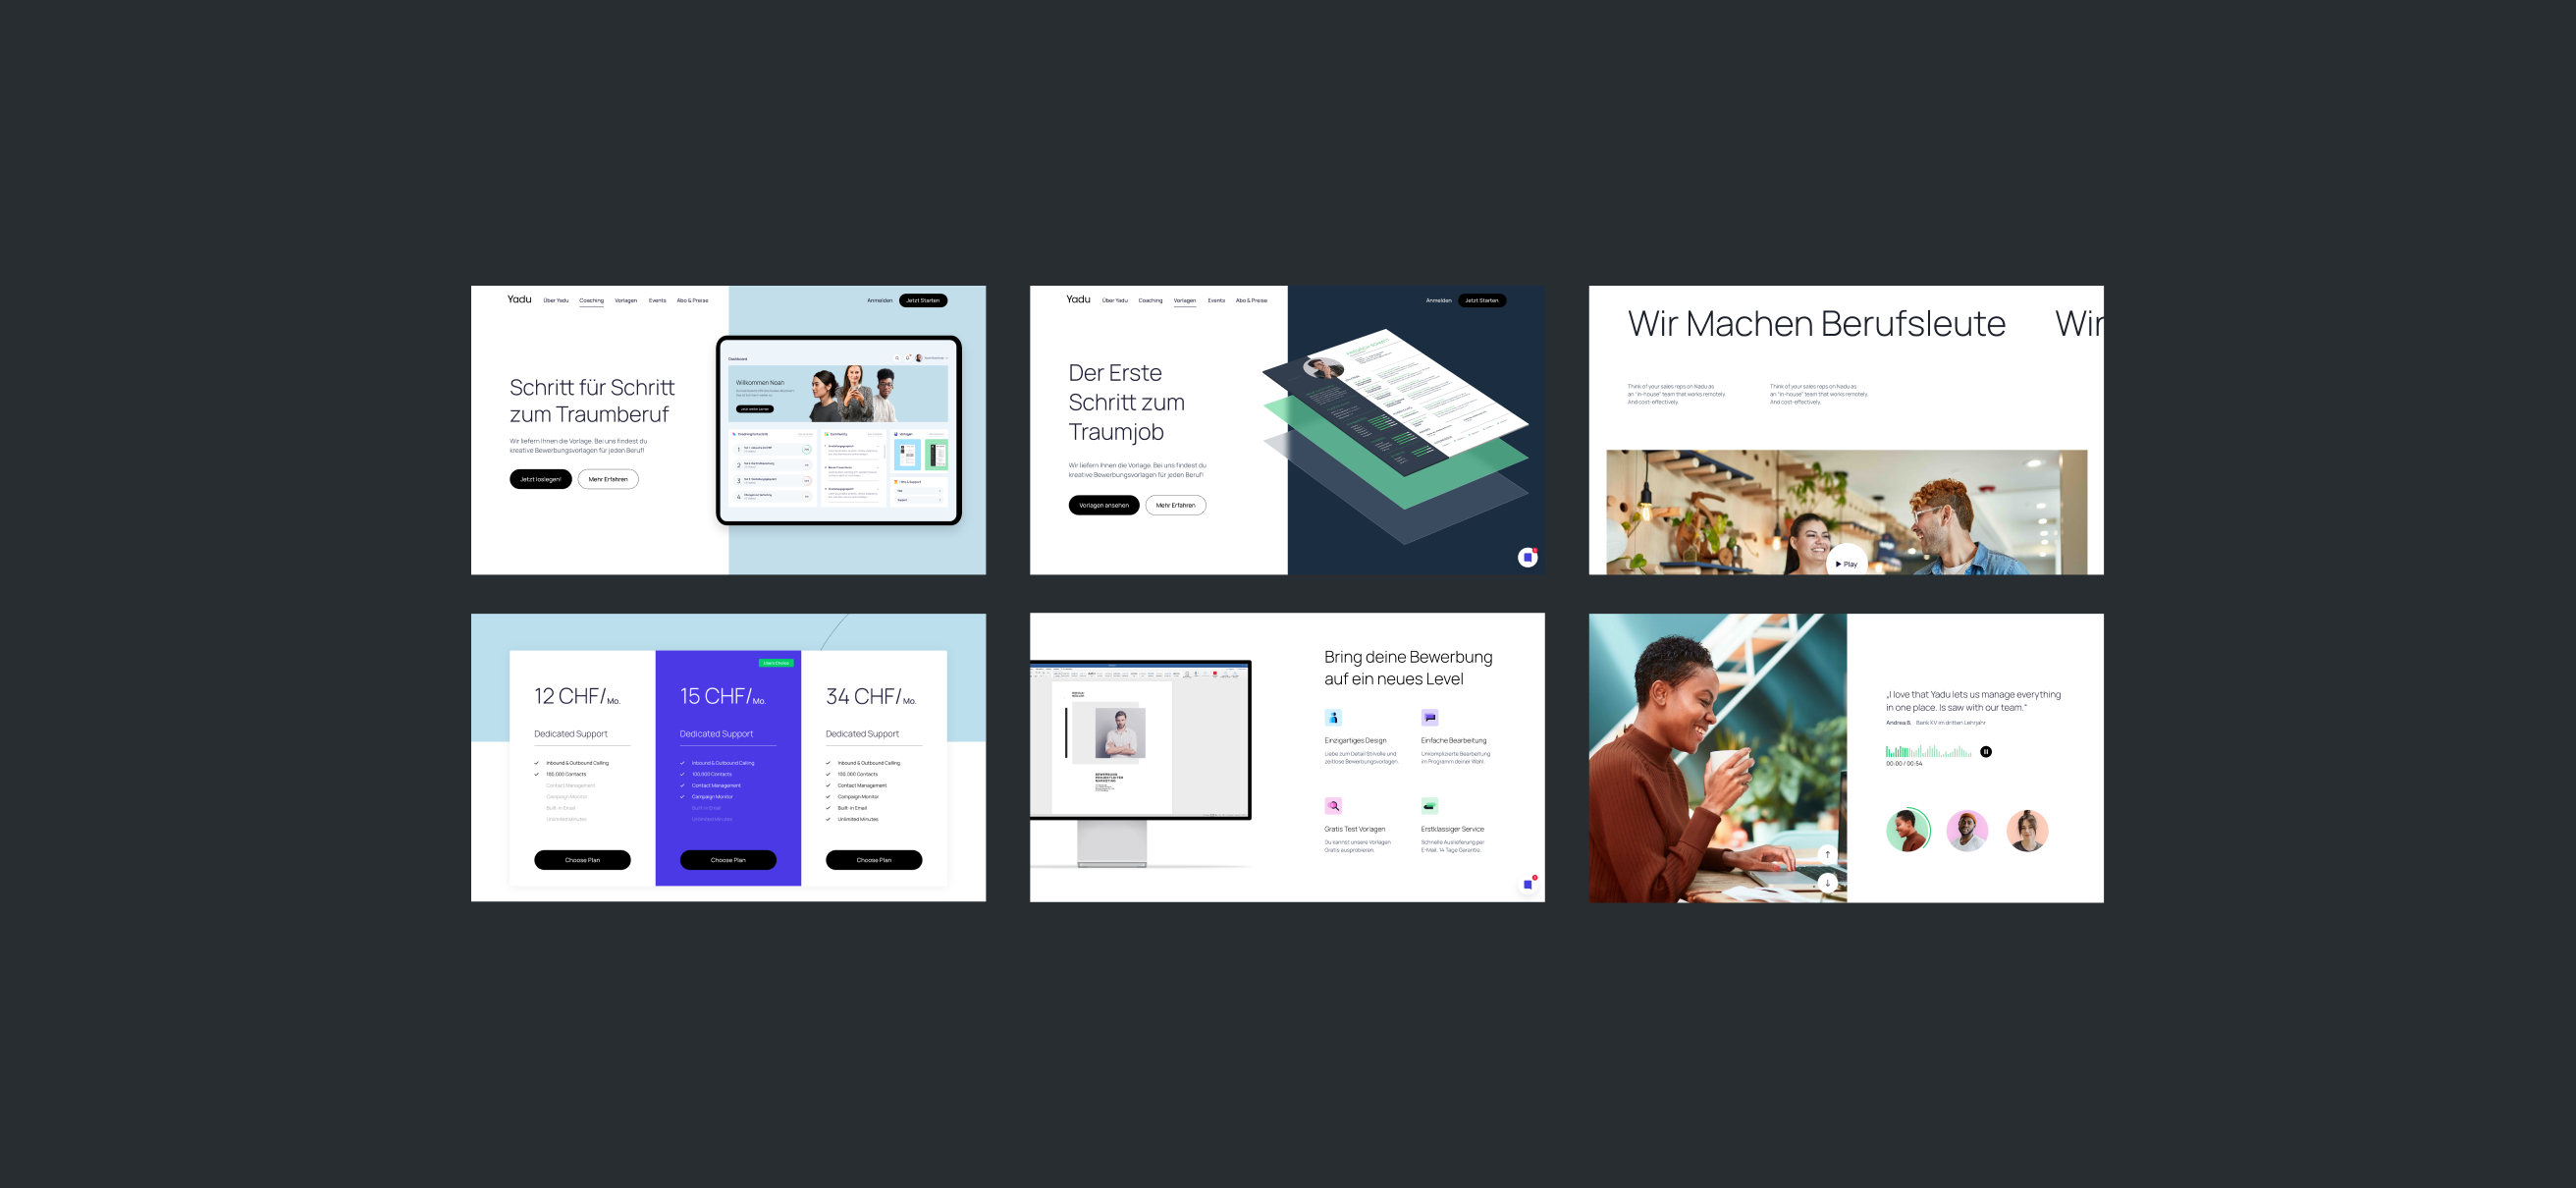 Yadu
Über Yadu
Coaching
Vorlagen
Events
Abo & Preise
Anmelden
Jetzt Starten
Schritt für Schritt
zum Traumberuf
Wir liefern Ihnen die Vorlage. Bei uns findest du
kreative Bewerbungsvorlagen für jeden Beruf!
Jetzt loslegen!
Mehr Erfahren
Dashboard
Willkommen Noah
Vorlagen
Hilfe & Support
Yadu
Über Yadu
Coaching
Vorlagen
Events
Abo & Preise
Anmelden
Jetzt Starten
Der Erste
Schritt zum
Traumjob
Wir liefern Ihnen die Vorlage. Bei uns findest du
kreative Bewerbungsvorlagen für jeden Beruf!
Vorlagen ansehen
Mehr Erfahren
Wir Machen Berufsleute
Wir
Think of your sales reps on Nadu as
an "in-house" team that works remotely.
And cost-effectively.
Think of your sales reps on Nadu as
an "in-house" team that works remotely.
And cost-effectively.
Play
12 CHF/Mo.
Dedicated Support
Inbound & Outbound Calling
100,000 Contacts
Contact Management
Campaign Monitor
Built-in Email
Unlimited Minutes
Choose Plan
Users Choice
15 CHF/Mo.
Dedicated Support
Inbound & Outbound Calling
100,000 Contacts
Contact Management
Campaign Monitor
Built-in Email
Unlimited Minutes
Choose Plan
34 CHF/Mo.
Dedicated Support
Inbound & Outbound Calling
100,000 Contacts
Contact Management
Campaign Monitor
Built-in Email
Unlimited Minutes
Choose Plan
Bring deine Bewerbung
auf ein neues Level
Einzigartiges Design
Liebe zum Detail Stilvolle und
zeitlose Bewerbungsvorlagen.
Einfache Bearbeitung
Unkomplizierte Bearbeitung
im Programm deiner Wahl.
Gratis Test Vorlagen
Du kannst unsere Vorlagen
Gratis ausprobieren.
Erstklassiger Service
Schnelle Auslieferung per
E-Mail. 14 Tage Garantie.
„I love that Yadu lets us manage everything
in one place. Is saw with our team."
Andrea B. Bank KV im dritten Lehrjahr
00:00 / 00:54